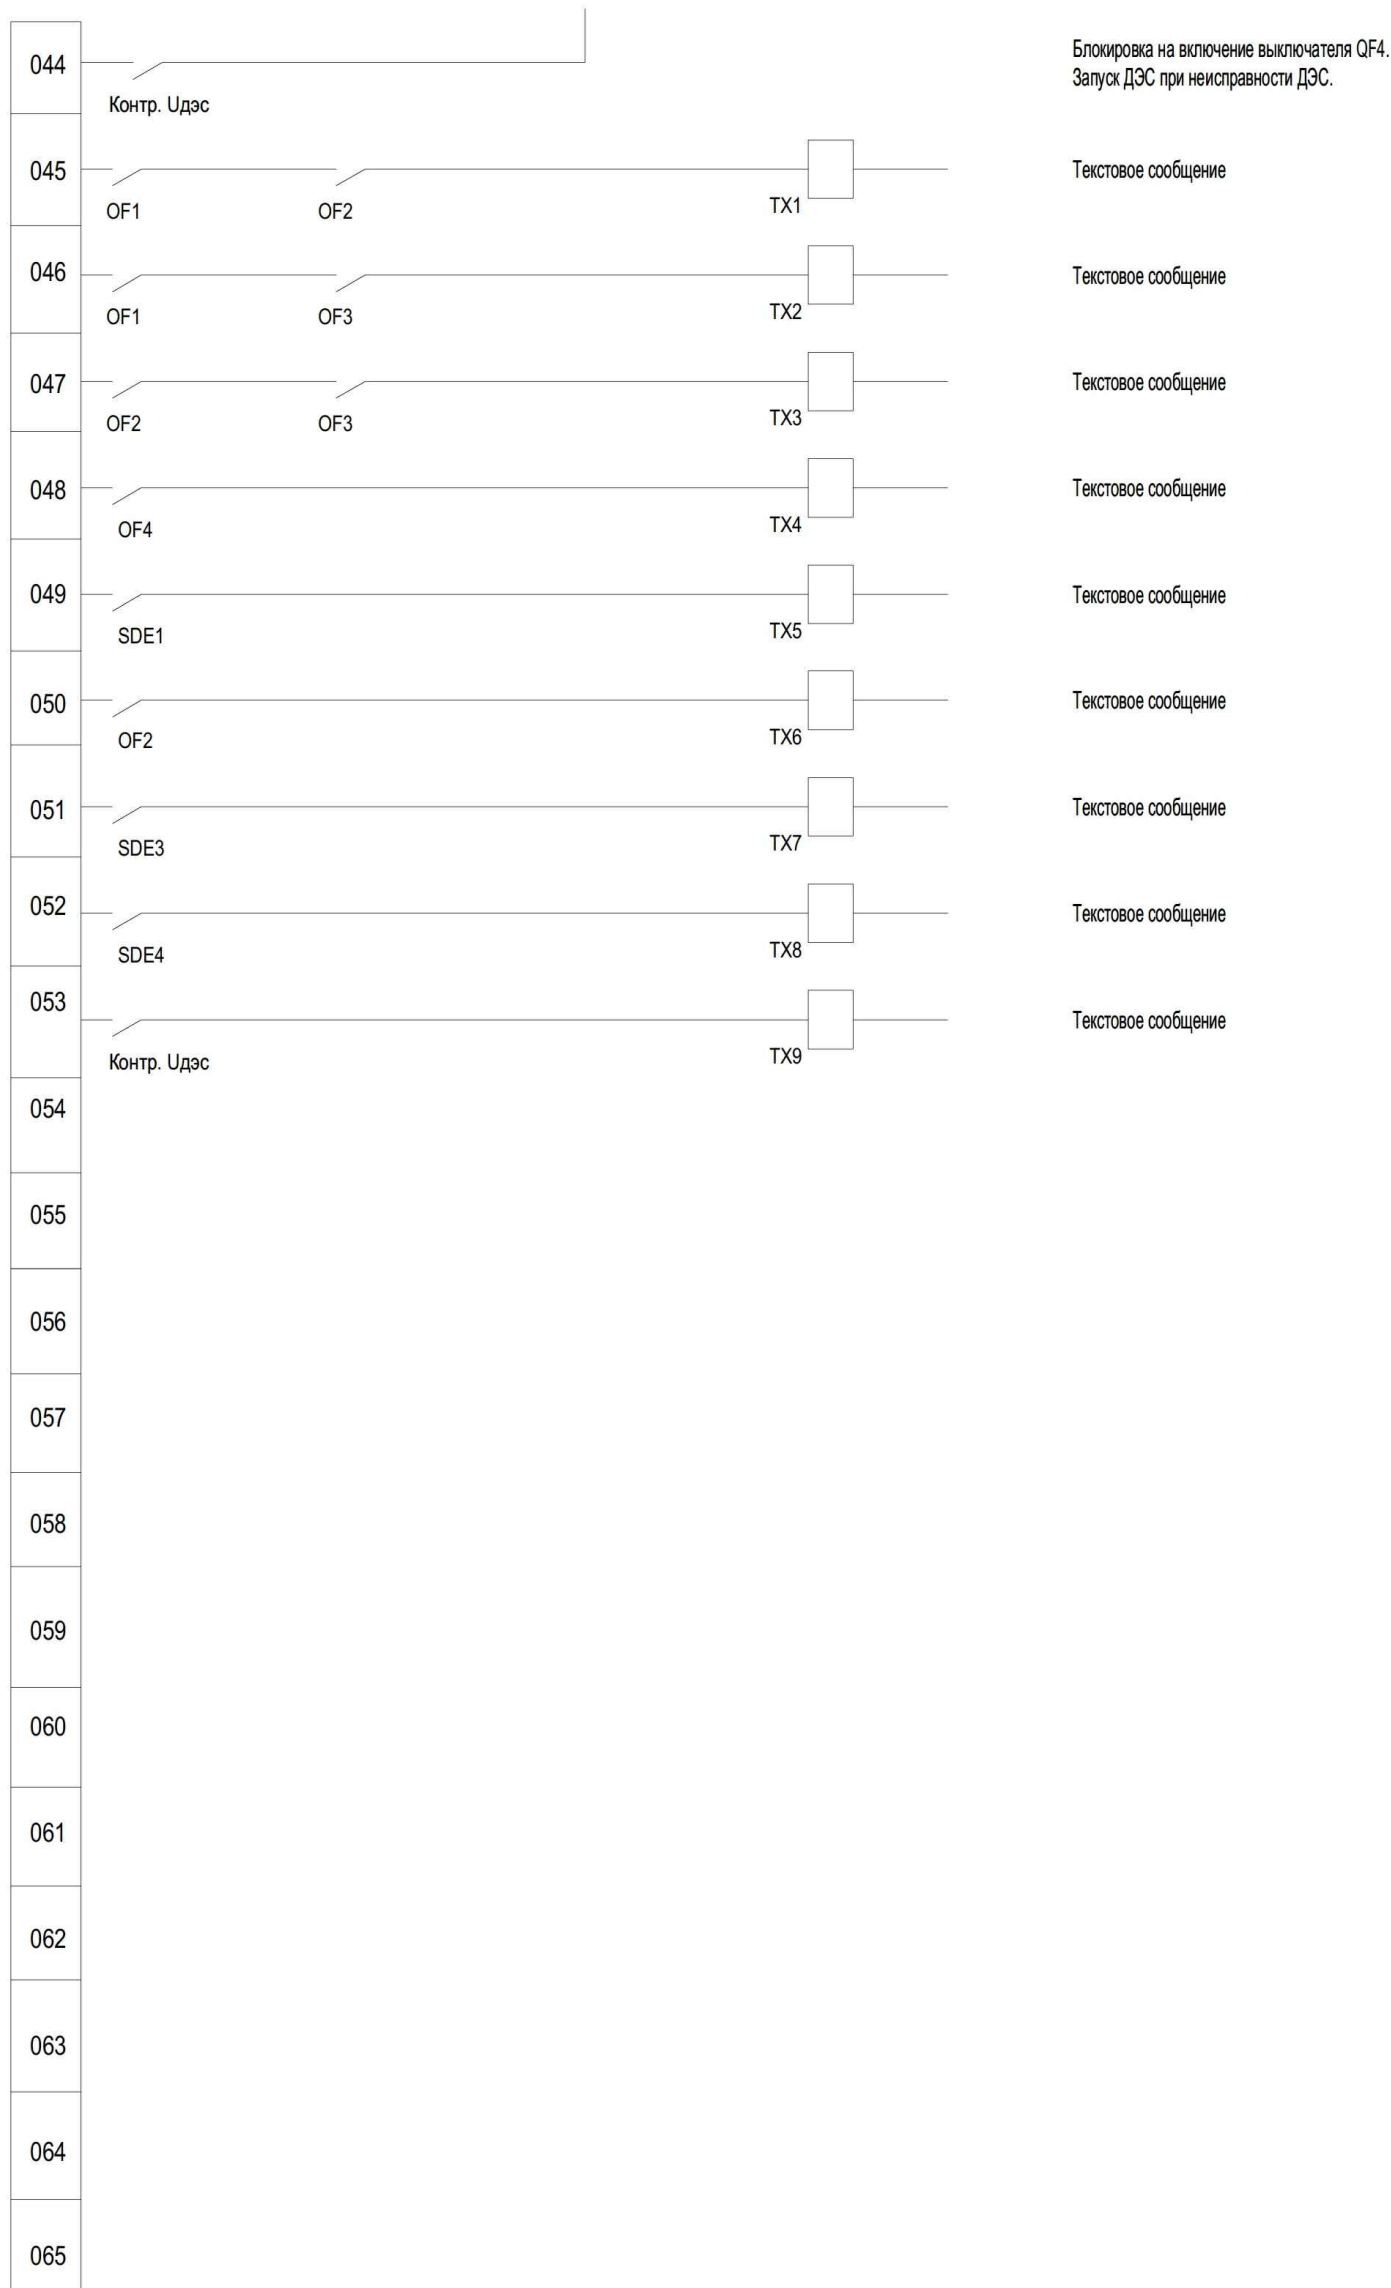 044
Блокировка на включение выключателя QF4.
Запуск ДЭС при неисправности ДЭС.
Контр. Uдэс
045
Текстовое сообщение
OF1 OF2 TX1
046
Текстовое сообщение
OF1 OF3 TX2
047
Текстовое сообщение
OF2 OF3 TX3
048
Текстовое сообщение
OF4 TX4
049
Текстовое сообщение
SDE1 TX5
050
Текстовое сообщение
OF2 TX6
051
Текстовое сообщение
SDE3 TX7
052
Текстовое сообщение
SDE4 TX8
053
Текстовое сообщение
Контр. Uдэс TX9
054
055
056
057
058
059
060
061
062
063
064
065